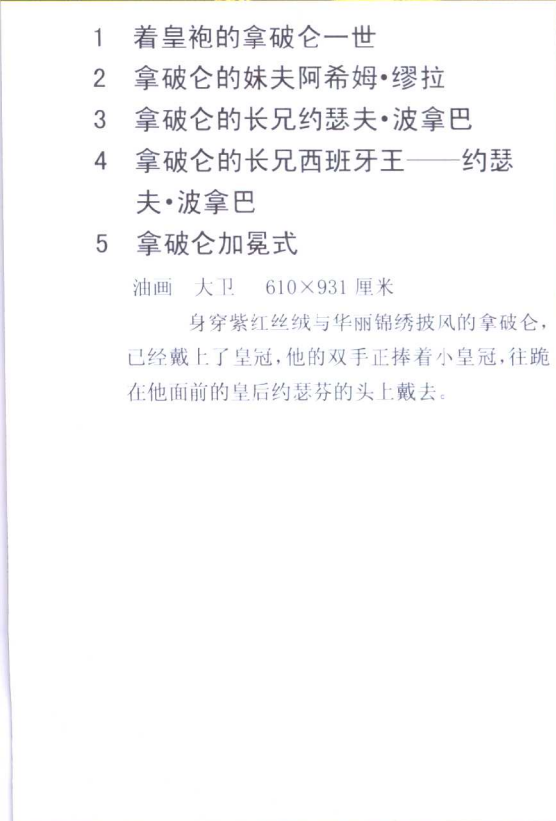 1 着皇袍的拿破仑一世
2 拿破仑的妹夫阿希姆•缪拉
3 拿破仑的长兄约瑟夫•波拿巴
4 拿破仑的长兄西班牙王——约瑟
夫•波拿巴
5 拿破仑加冕式
油画 大卫 610×931 厘米
身穿紫红丝绒与华丽锦绣披风的拿破仑,
已经戴上了皇冠,他的双手正捧着小皇冠,往跪
在他面前的皇后约瑟芬的头上戴去。